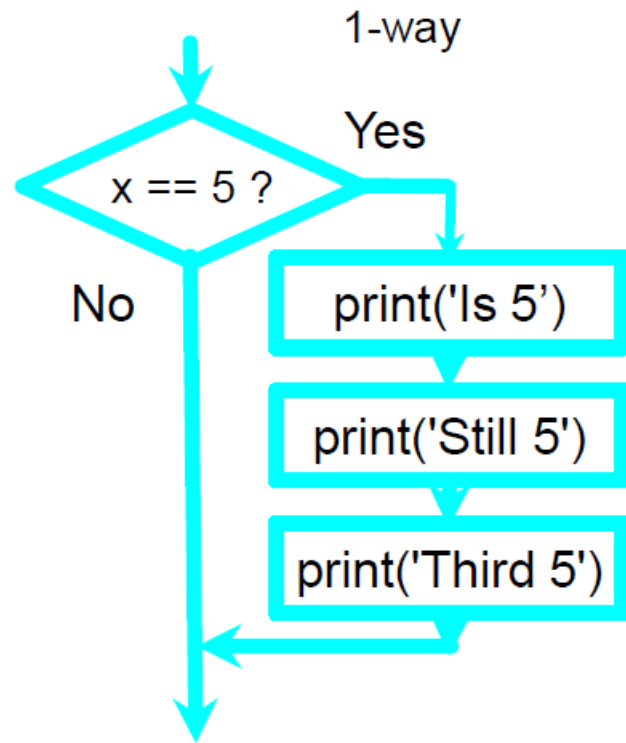 1-way
Yes
x == 5 ?
No
print('Is 5’)
print('Still 5')
print('Third 5')